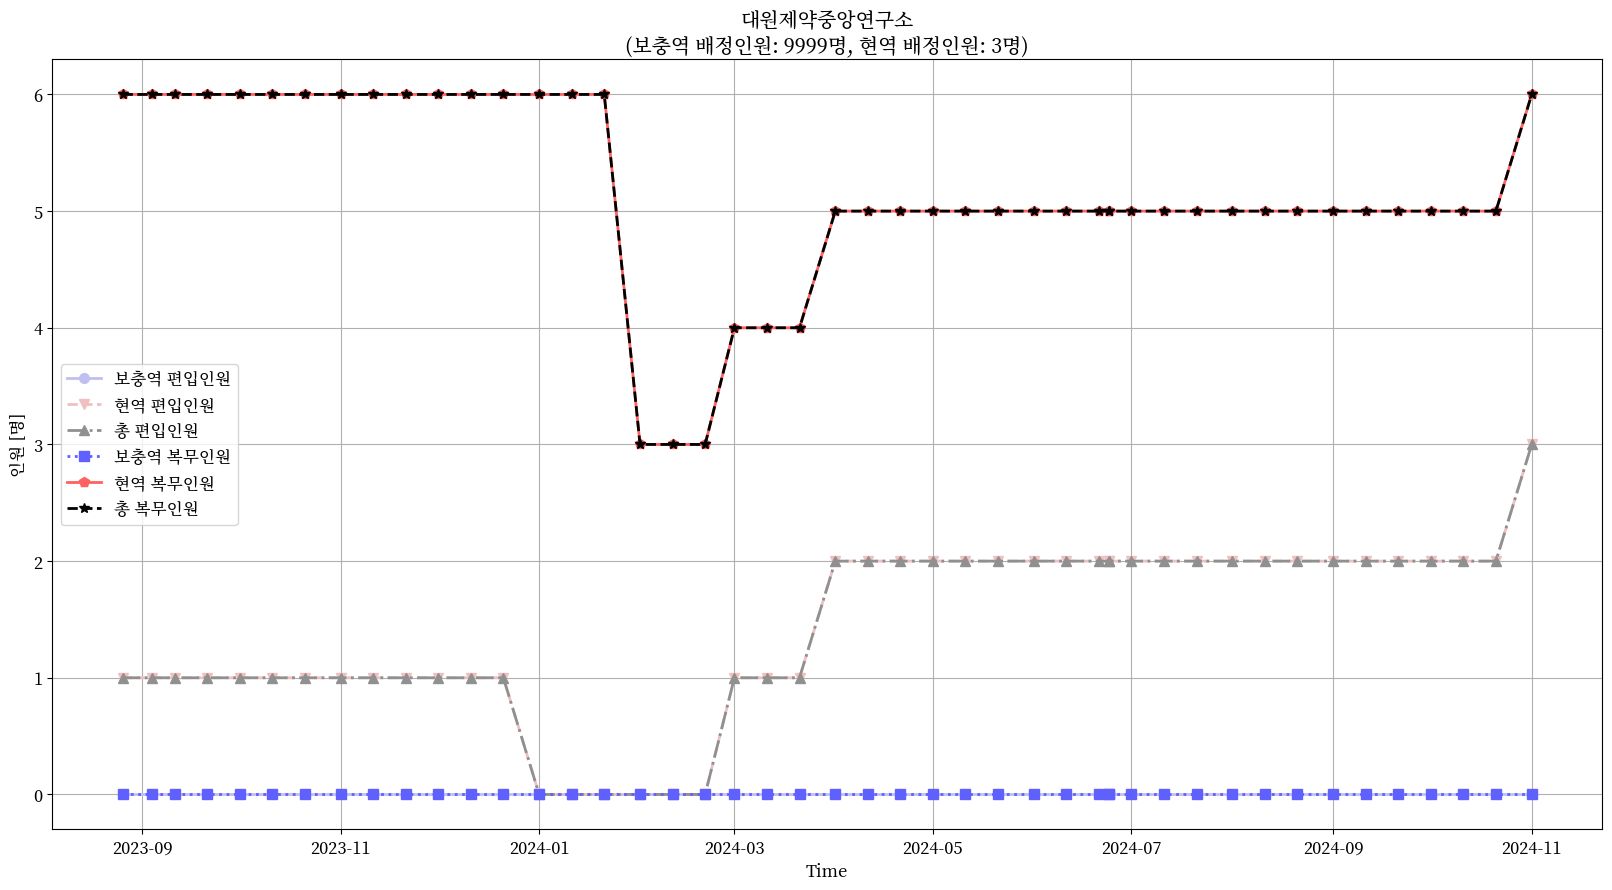 대원제약중앙연구소
(보충역 배정인원: 9999명, 현역 배정인원: 3명)
6
5
4
3
2
1
0
인원 [명]
보충역 편입인원
현역 편입인원
총 편입인원
보충역 복무인원
현역 복무인원
총 복무인원
2023-09
2023-11
2024-01
2024-03
2024-05
2024-07
2024-09
2024-11
Time